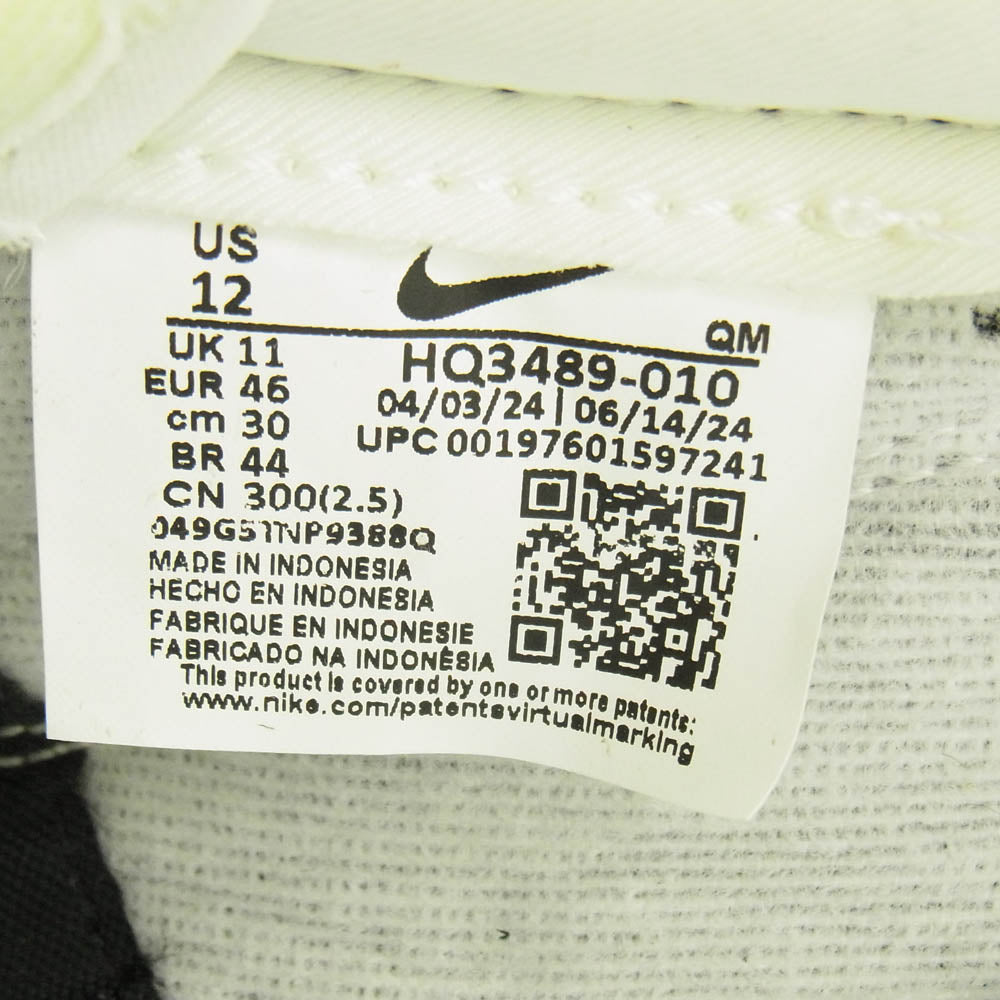 US
12
QM
UK 11
HQ3489-010
EUR 46
04/03/24 | 06/14/24
cm 30
UPC 00197601597241
BR 44
CN 300(2.5)
MADE IN INDONESIA
HECHO EN INDONESIA
FABRIQUE EN INDONESIE
FABRICADO NA INDONÉSIA
This product is covered by one or more patents:
www.nike.com/patentsvirtualmarking